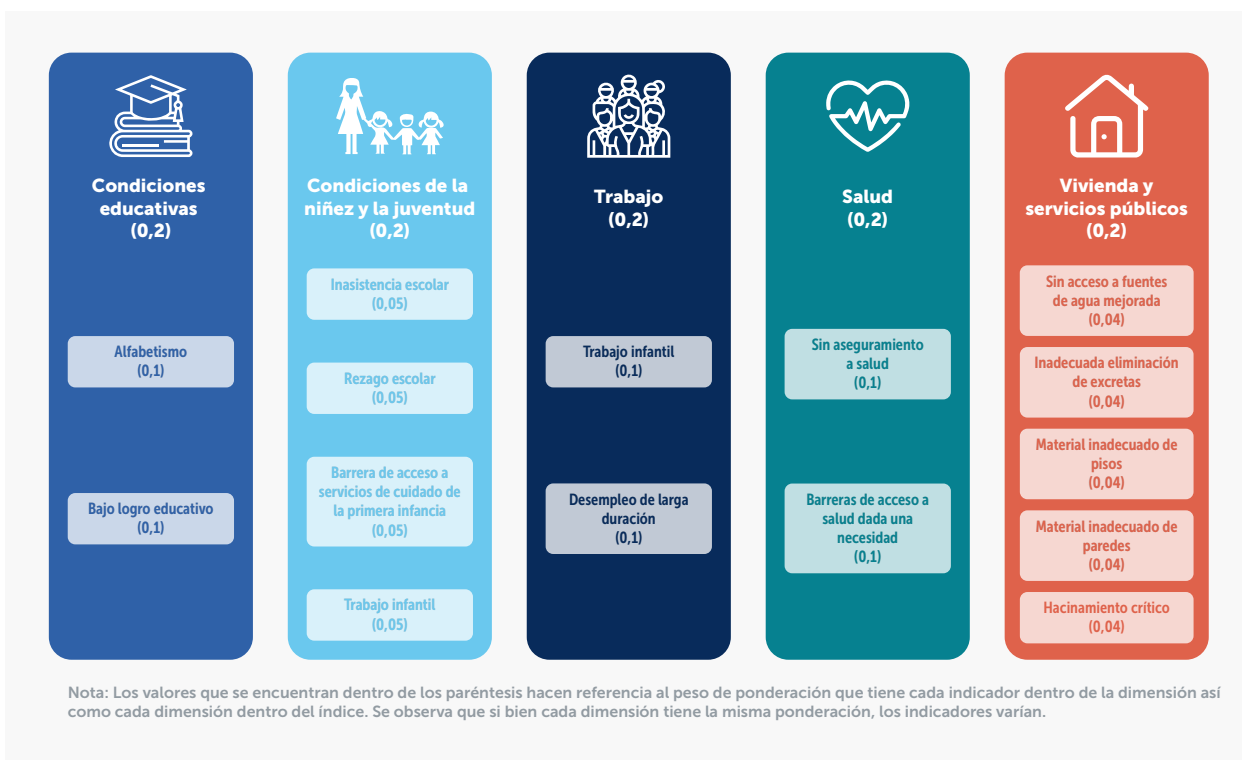 Condiciones
educativas
(0,2)
Alfabetismo
(0,1)
Bajo logro educativo
(0,1)
Condiciones de la
niñez y la juventud
(0,2)
Inasistencia escolar
(0,05)
Rezago escolar
(0,05)
Barrera de acceso a
servicios de cuidado de
la primera infancia
(0,05)
Trabajo infantil
(0,05)
Trabajo
(0,2)
Trabajo infantil
(0,1)
Desempleo de larga
duración
(0,1)
Salud
(0,2)
Sin aseguramiento
a salud
(0,1)
Barreras de acceso a
salud dada una
necesidad
(0,1)
Vivienda y
servicios públicos
(0,2)
Sin acceso a fuentes
de agua mejorada
(0,04)
Inadecuada eliminación
de excretas
(0,04)
Material inadecuado de
pisos
(0,04)
Material inadecuado de
paredes
(0,04)
Hacinamiento crítico
(0,04)
Nota: Los valores que se encuentran dentro de los paréntesis hacen referencia al peso de ponderación que tiene cada indicador dentro de la dimensión así
como cada dimensión dentro del índice. Se observa que si bien cada dimensión tiene la misma ponderación, los indicadores varían.